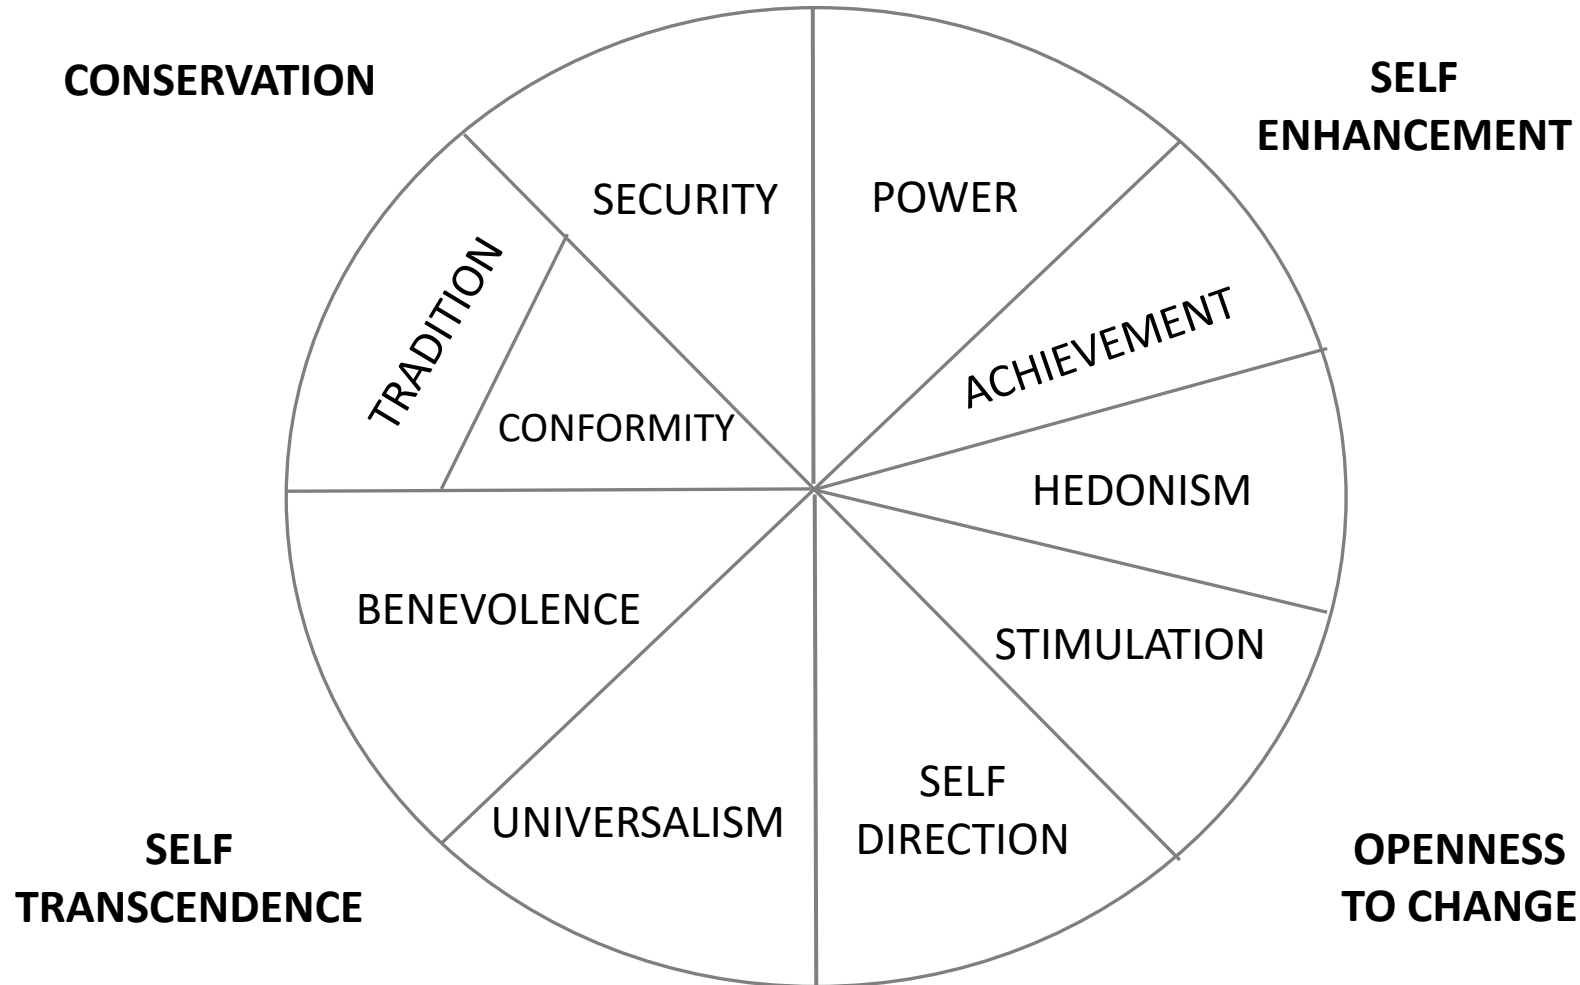 CONSERVATION
SELF
ENHANCEMENT
SECURITY
POWER
TRADITION
ACHIEVEMENT
CONFORMITY
HEDONISM
BENEVOLENCE
STIMULATION
SELF
DIRECTION
UNIVERSALISM
SELF
TRANSCENDENCE
OPENNESS
TO CHANGE